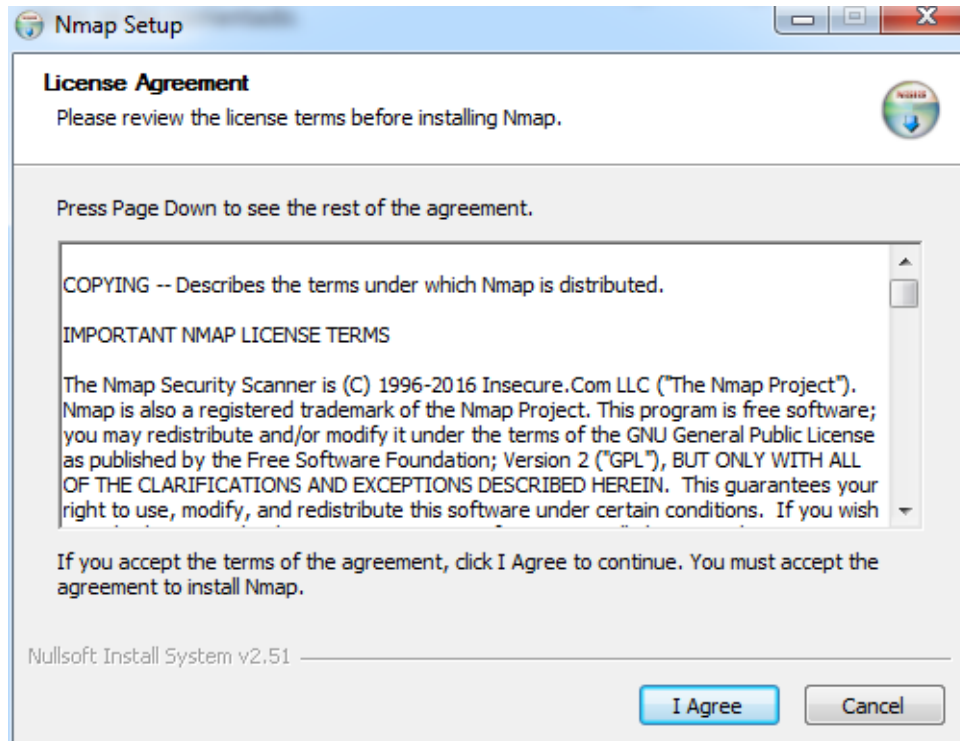 Nmap Setup
License Agreement
Please review the license terms before installing Nmap.
Press Page Down to see the rest of the agreement.
COPYING -- Describes the terms under which Nmap is distributed.
IMPORTANT NMAP LICENSE TERMS
The Nmap Security Scanner is (C) 1996-2016 Insecure.Com LLC ("The Nmap Project").
Nmap is also a registered trademark of the Nmap Project. This program is free software;
you may redistribute and/or modify it under the terms of the GNU General Public License
as published by the Free Software Foundation; Version 2 ("GPL"), BUT ONLY WITH ALL
OF THE CLARIFICATIONS AND EXCEPTIONS DESCRIBED HEREIN.  This guarantees your
right to use, modify, and redistribute this software under certain conditions.  If you wish
If you accept the terms of the agreement, click I Agree to continue. You must accept the
agreement to install Nmap.
Nullsoft Install System v2.51
I Agree
Cancel